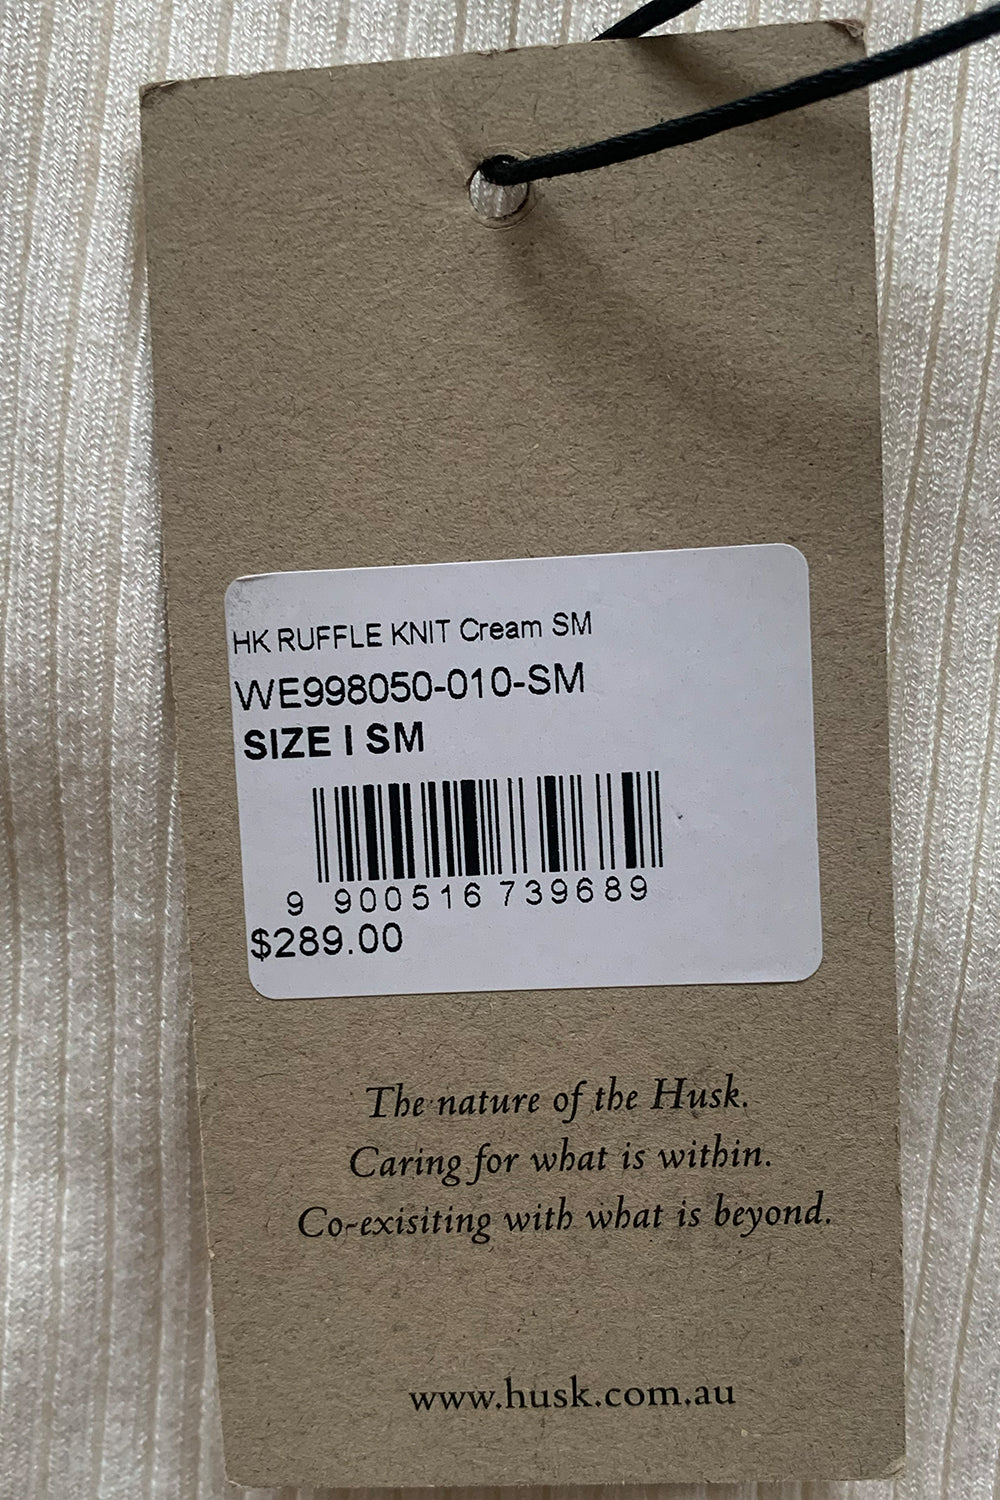 HK RUFFLE KNIT Cream SM
WE998050-010-SM
SIZE I SM
9 900516 739689
$289.00
The nature of the Husk.
Caring for what is within.
Co-exisiting with what is beyond.
www.husk.com.au